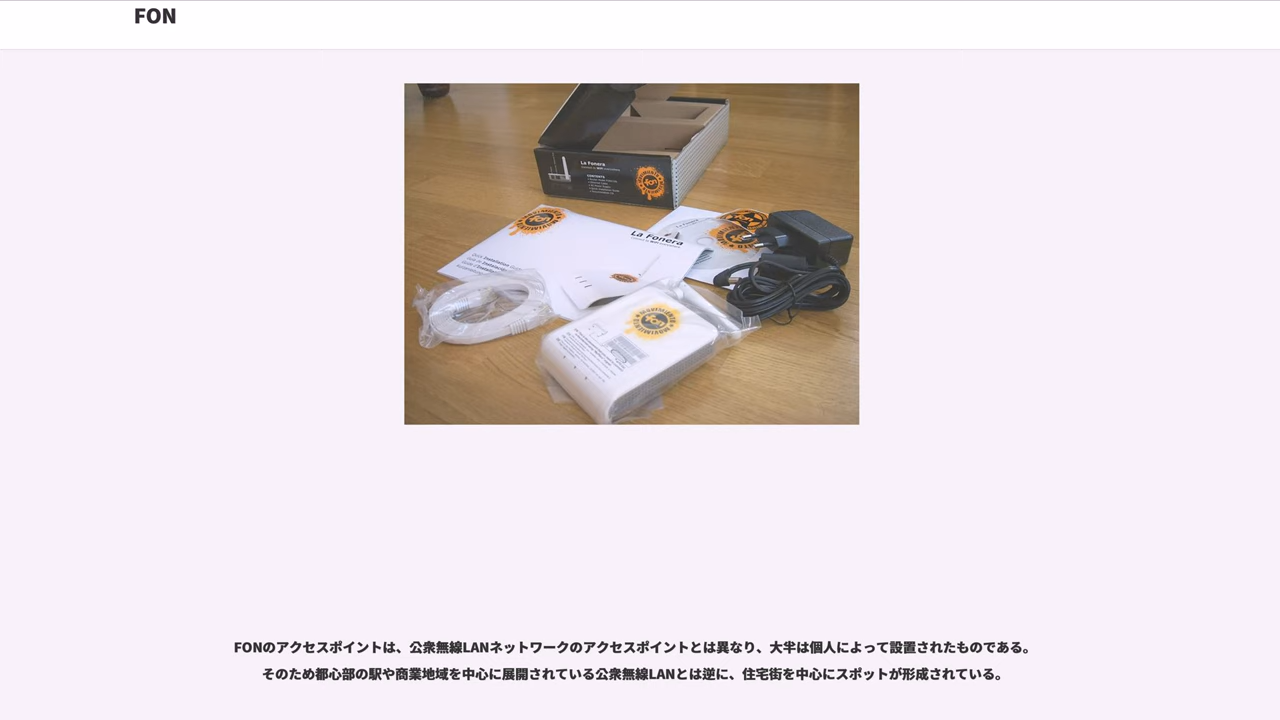 FON
La Fonera
fon
fon
La Fonera
fon
fon
FONのアクセスポイントは、公衆無線LANネットワークのアクセスポイントとは異なり、大半は個人によって設置されたものである。
そのため都心部の駅や商業地域を中心に展開されている公衆無線LANとは逆に、住宅街を中心にスポットが形成されている。